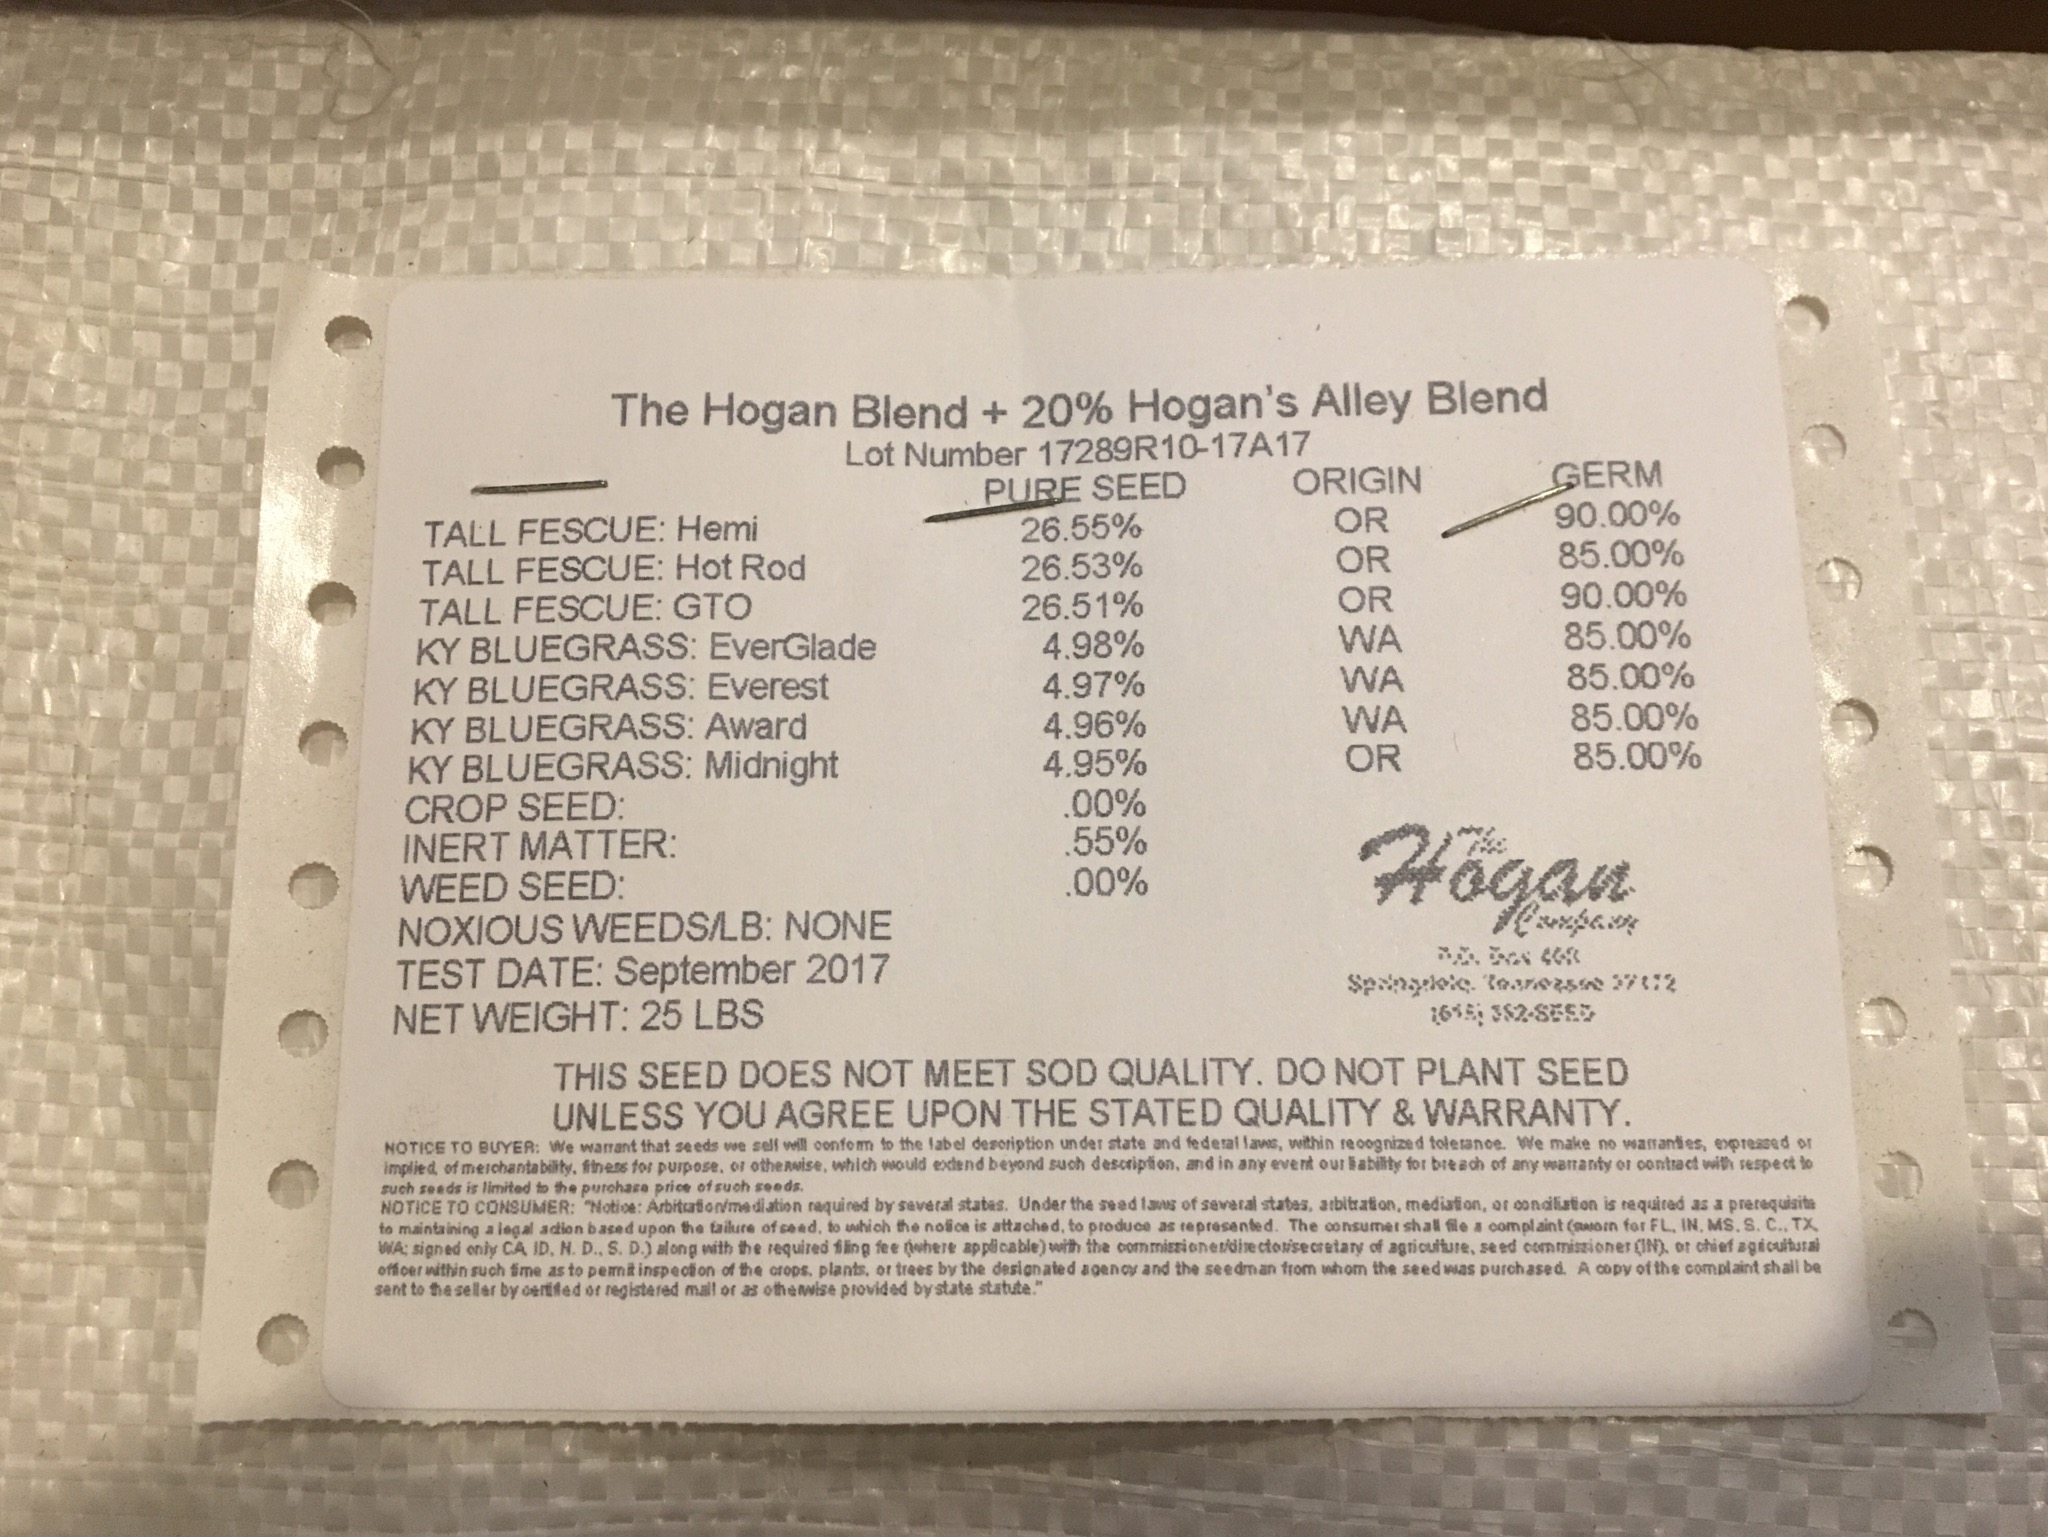 The Hogan Blend + 20% Hogan's Alley Blend
Lot Number 17289R10-17A17
PURE SEED ORIGIN GERM
TALL FESCUE: Hemi 26.55% OR 90.00%
TALL FESCUE: Hot Rod 26.53% OR 85.00%
TALL FESCUE: GTO 26.51% OR 90.00%
KY BLUEGRASS: EverGlade 4.98% WA 85.00%
KY BLUEGRASS: Everest 4.97% WA 85.00%
KY BLUEGRASS: Award 4.96% WA 85.00%
KY BLUEGRASS: Midnight 4.95% OR 85.00%
CROP SEED: .00%
INERT MATTER: .55%
WEED SEED: .00%
NOXIOUS WEEDS/LB: NONE
TEST DATE: September 2017
NET WEIGHT: 25 LBS
The
Hogan
Company
P.O. Box
Tennessee
THIS SEED DOES NOT MEET SOD QUALITY. DO NOT PLANT SEED
UNLESS YOU AGREE UPON THE STATED QUALITY & WARRANTY.
NOTICE TO BUYER: We warrant that seeds we sell will conform to the label description under state and federal laws, within recognized tolerance. We make no warranties, expressed or
implied, of merchantability, fitness for purpose, or otherwise, which would extend beyond such description, and in any event our liability for breach of any warranty or contract with respect to
such seeds is limited to the purchase price of such seeds.
NOTICE TO CONSUMER: "Notice: Arbitration/mediation required by several states. Under the seed laws of several states, arbitration, mediation, or conciliation is required as a prerequisite
to maintaining a legal action based upon the failure of seed, to which the notice is attached, to produce as represented. The consumer shall file a complaint (sworn for FL, IN, MS, S. C., TX,
WA; signed only CA, ID, N. D., S. D.) along with the required filing fee (where applicable) with the commissioner/director/secretary of agriculture, seed commissioner (IN), or chief agricultural
officer within such time as to permit inspection of the crops, plants, or trees by the designated agency and the seedman from whom the seed was purchased. A copy of the complaint shall be
sent to the seller by certified or registered mail or as otherwise provided by state statute."